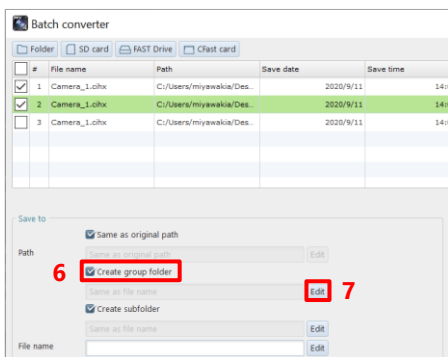 Batch converter
Folder SD card FAST Drive CFast card
# File name Path Save date Save time
1 Camera_1.cihx C:/Users/miyawakia/Des.. 2020/9/11 14:
2 Camera_1.cihx C:/Users/miyawakia/Des.. 2020/9/11 14:
3 Camera_1.cihx C:/Users/miyawakia/Des.. 2020/9/11 14:
Save to
Same as original path
Path Same as original path Edit
6 Create group folder
Same as file name Edit 7
Create subfolder
Same as file name Edit
File name Edit